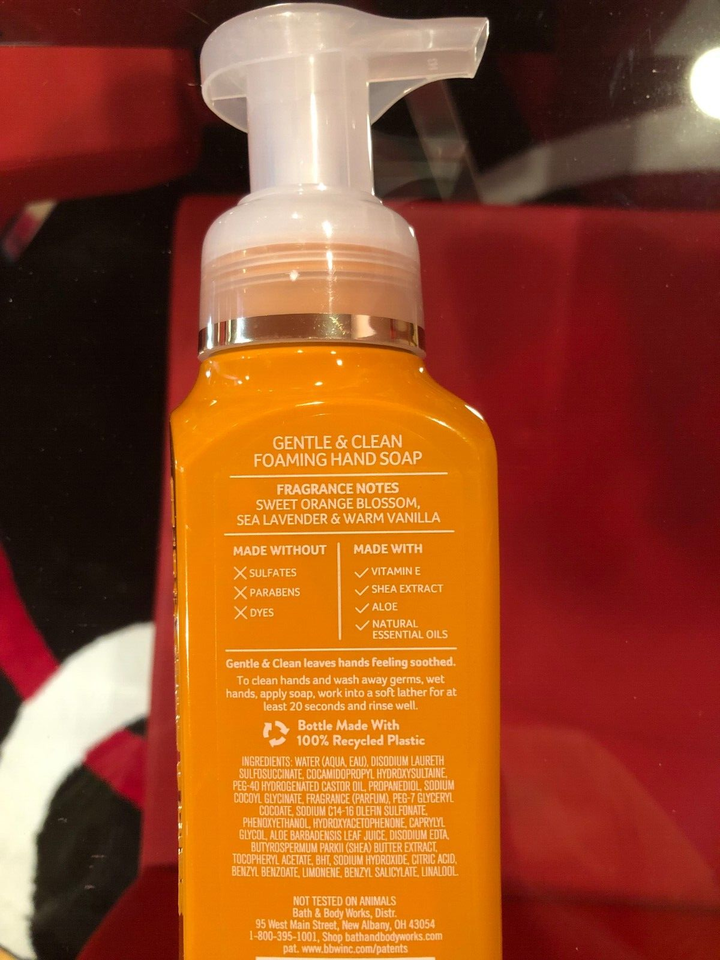 GENTLE & CLEAN
FOAMING HAND SOAP
FRAGRANCE NOTES
SWEET ORANGE BLOSSOM,
SEA LAVENDER & WARM VANILLA
MADE WITHOUT
SULFATES
PARABENS
DYES
MADE WITH
VITAMIN E
SHEA EXTRACT
ALOE
NATURAL
ESSENTIAL OILS
Gentle & Clean leaves hands feeling soothed.
To clean hands and wash away germs, wet
hands, apply soap, work into a soft lather for at
least 20 seconds and rinse well.
Bottle Made With
100% Recycled Plastic
INGREDIENTS: WATER (AQUA, EAU), DISODIUM LAURETH
SULFOSUCCINATE, COCAMIDOPROPYL HYDROXYSULTAINE,
PEG-40 HYDROGENATED CASTOR OIL, PROPANEDIOL, SODIUM
COCOYL GLYCINATE, FRAGRANCE (PARFUM), PEG-7 GLYCERYL
COCOATE, SODIUM C14-16 OLEFIN SULFONATE,
PHENOXYETHANOL, HYDROXYACETOPHENONE, CAPRYLYL
GLYCOL, ALOE BARBADENSIS LEAF JUICE, DISODIUM EDTA,
BUTYROSPERMUM PARKII (SHEA) BUTTER EXTRACT,
TOCOPHERYL ACETATE, BHT, SODIUM HYDROXIDE, CITRIC ACID,
BENZYL BENZOATE, LIMONENE, BENZYL SALICYLATE, LINALOOL.
NOT TESTED ON ANIMALS
Bath & Body Works, Distr.
95 West Main Street, New Albany, OH 43054
1-800-395-1001, Shop bathandbodyworks.com
pat. www.bbwinc.com/patents